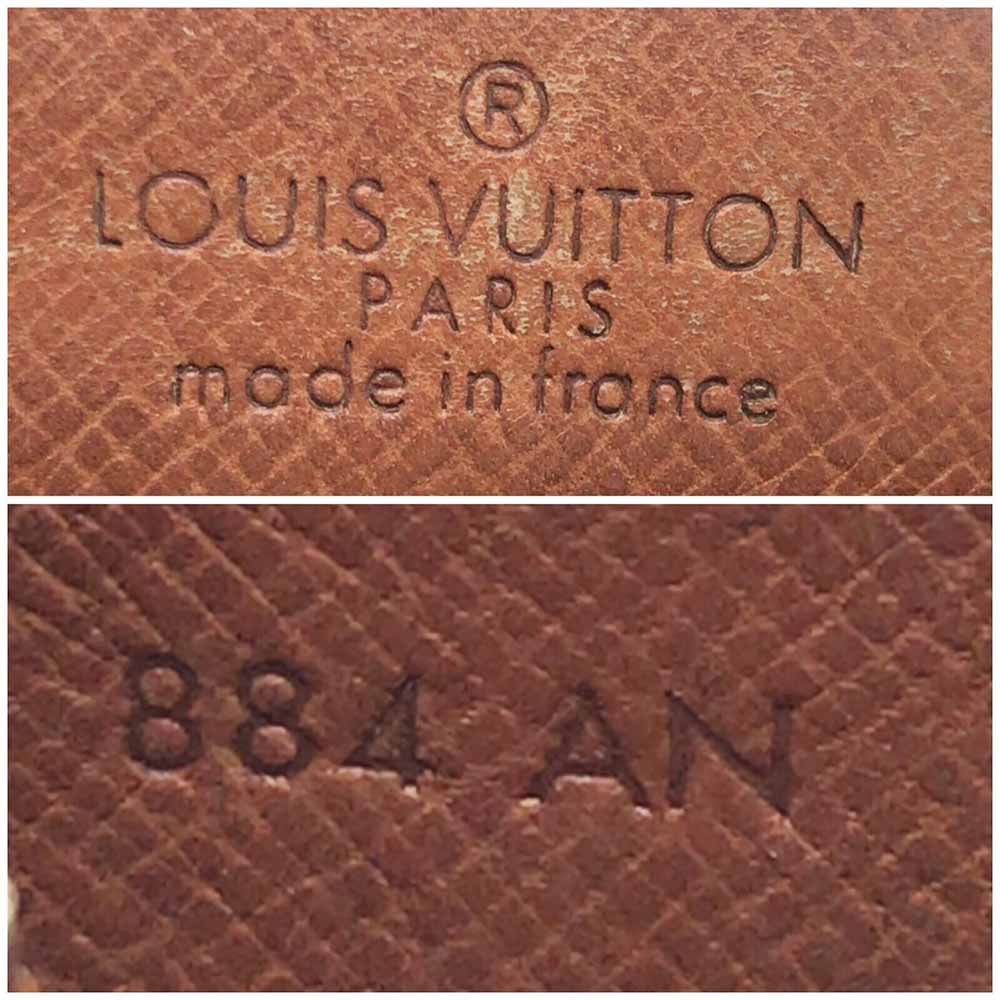 ®
LOUIS VUITTON
PARIS
made in france
884 AN